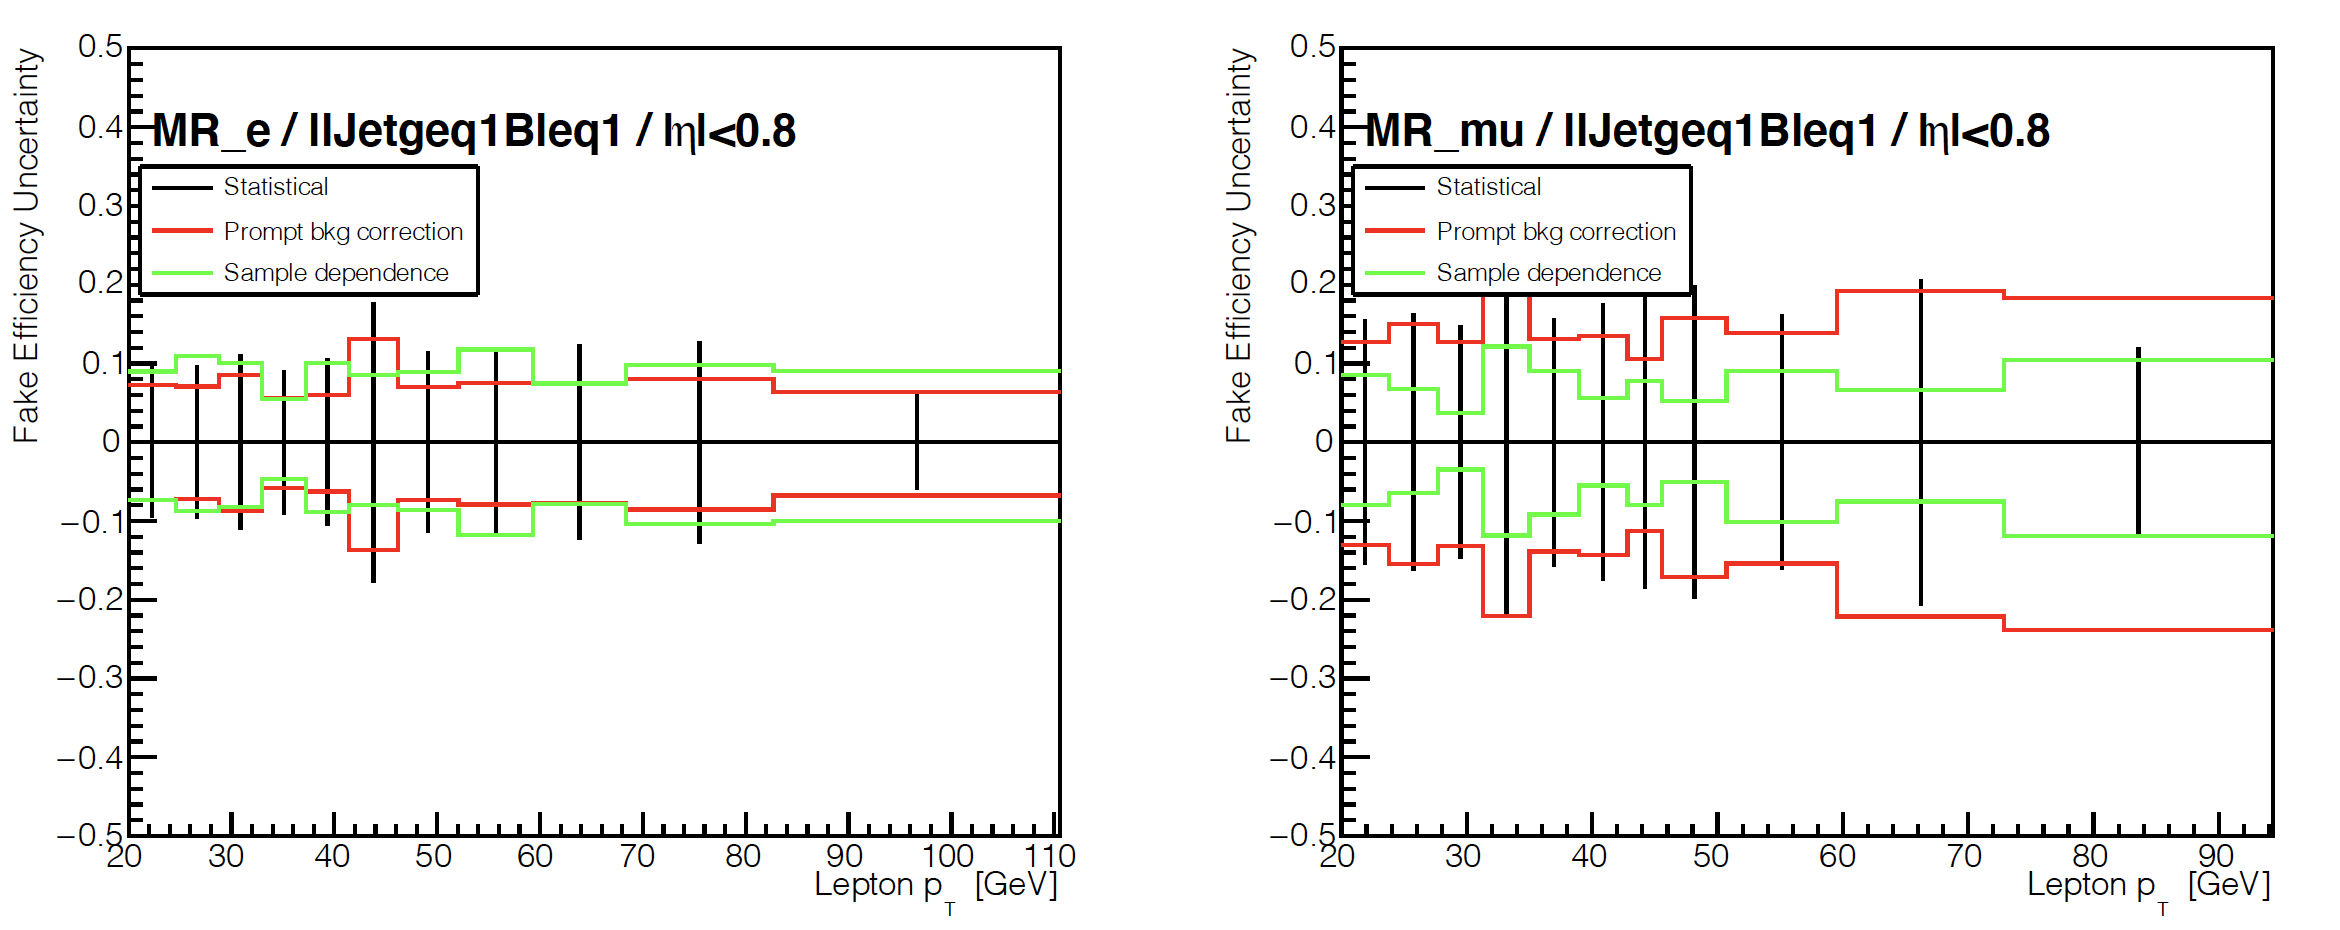 Fake Efficiency Uncertainty
0.5
0.4
0.3
0.2
0.1
0
−0.1
−0.2
−0.3
−0.4
−0.5
MR_e / llJetgeq1Bleq1 / |η|<0.8
Statistical
Prompt bkg correction
Sample dependence
20 30 40 50 60 70 80 90 100 110
Lepton p_T [GeV]
Fake Efficiency Uncertainty
0.5
0.4
0.3
0.2
0.1
0
−0.1
−0.2
−0.3
−0.4
−0.5
MR_mu / llJetgeq1Bleq1 / |η|<0.8
Statistical
Prompt bkg correction
Sample dependence
20 30 40 50 60 70 80 90
Lepton p_T [GeV]